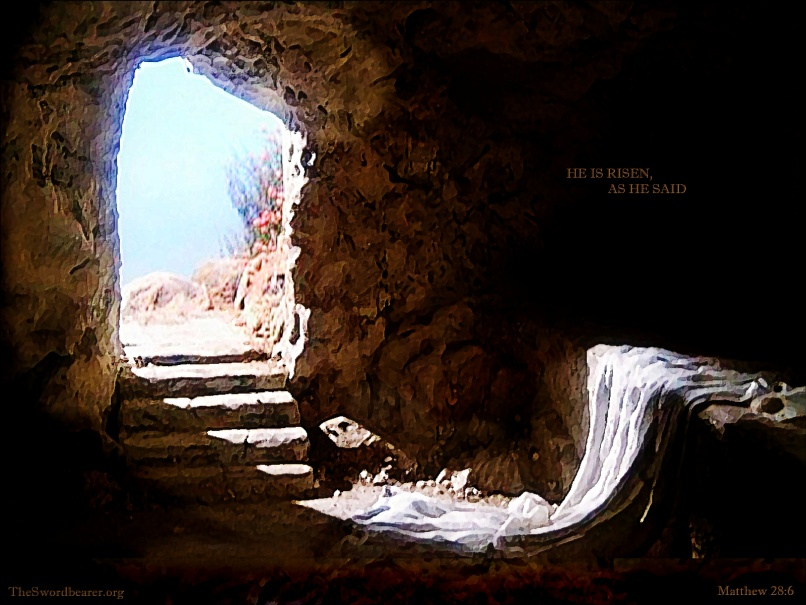 HE IS RISEN,
AS HE SAID
TheSwordbearer.org
Matthew 28:6